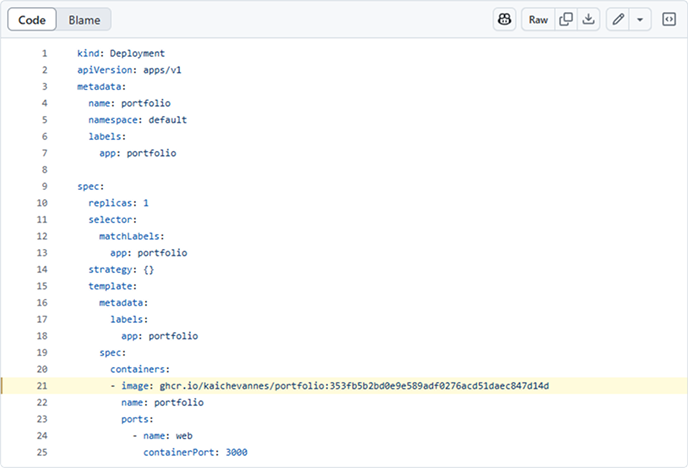 Code Blame Raw
1 kind: Deployment
2 apiVersion: apps/v1
3 metadata:
4 name: portfolio
5 namespace: default
6 labels:
7 app: portfolio
8
9 spec:
10 replicas: 1
11 selector:
12 matchLabels:
13 app: portfolio
14 strategy: {}
15 template:
16 metadata:
17 labels:
18 app: portfolio
19 spec:
20 containers:
21 - image: ghcr.io/kaichevannes/portfolio:353fb5b2bd0e9e589adf0276acd51daec847d14d
22 name: portfolio
23 ports:
24 - name: web
25 containerPort: 3000